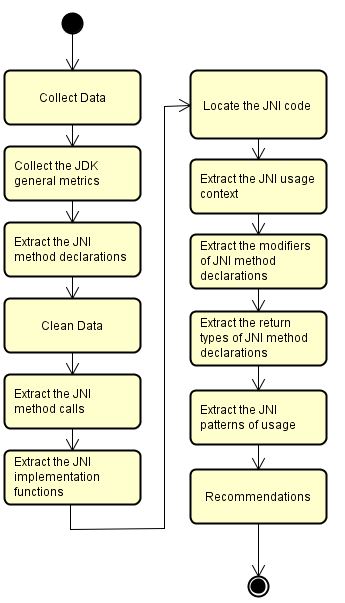 Collect Data
Collect the JDK
general metrics
Extract the JNI
method declarations
Clean Data
Extract the JNI
method calls
Extract the JNI
implementation
functions
Locate the JNI code
Extract the JNI usage
context
Extract the modifiers
of JNI method
declarations
Extract the return
types of JNI method
declarations
Extract the JNI
patterns of usage
Recommendations